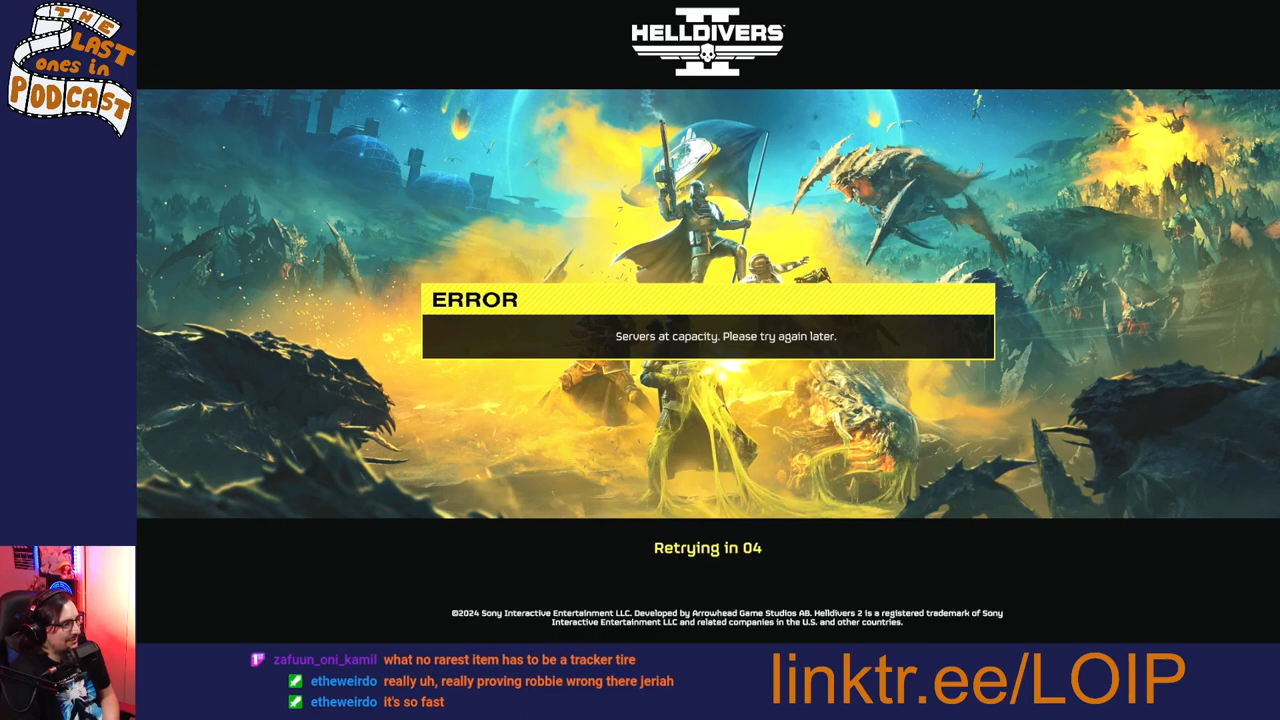 THE
LAST
ones in
PODCAST
HELLDIVERS
II
ERROR
Servers at capacity. Please try again later.
Retrying in 04
©2024 Sony Interactive Entertainment LLC. Developed by Arrowhead Game Studios AB. Helldivers 2 is a registered trademark of Sony
Interactive Entertainment LLC and related companies in the U.S. and other countries.
zafuun_oni_kamil what no rarest item has to be a tracker tire
etheweirdo really uh, really proving robbie wrong there jeriah
etheweirdo it's so fast
linktr.ee/LOIP